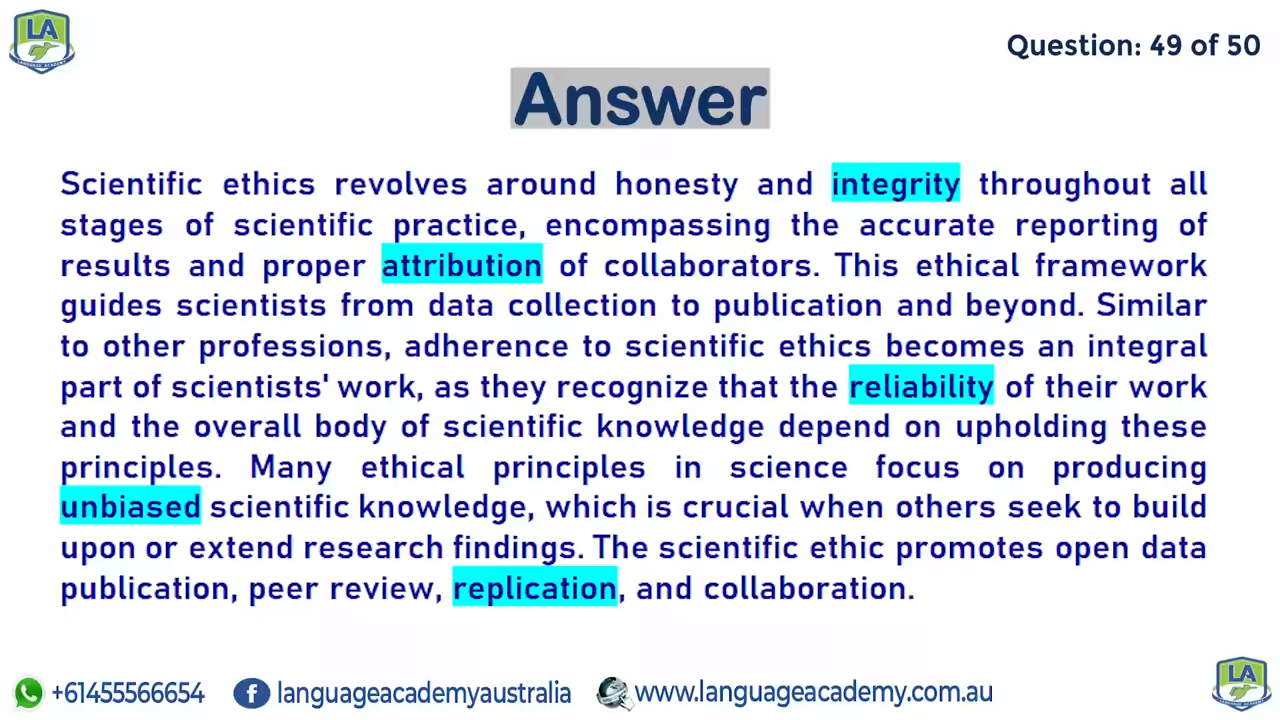 LA
LANGUAGE ACADEMY
Question: 49 of 50
Answer
Scientific ethics revolves around honesty and integrity throughout all
stages of scientific practice, encompassing the accurate reporting of
results and proper attribution of collaborators. This ethical framework
guides scientists from data collection to publication and beyond. Similar
to other professions, adherence to scientific ethics becomes an integral
part of scientists' work, as they recognize that the reliability of their work
and the overall body of scientific knowledge depend on upholding these
principles. Many ethical principles in science focus on producing
unbiased scientific knowledge, which is crucial when others seek to build
upon or extend research findings. The scientific ethic promotes open data
publication, peer review, replication, and collaboration.
+61455566654 languageacademyaustralia www.languageacademy.com.au
LA
LANGUAGE ACADEMY